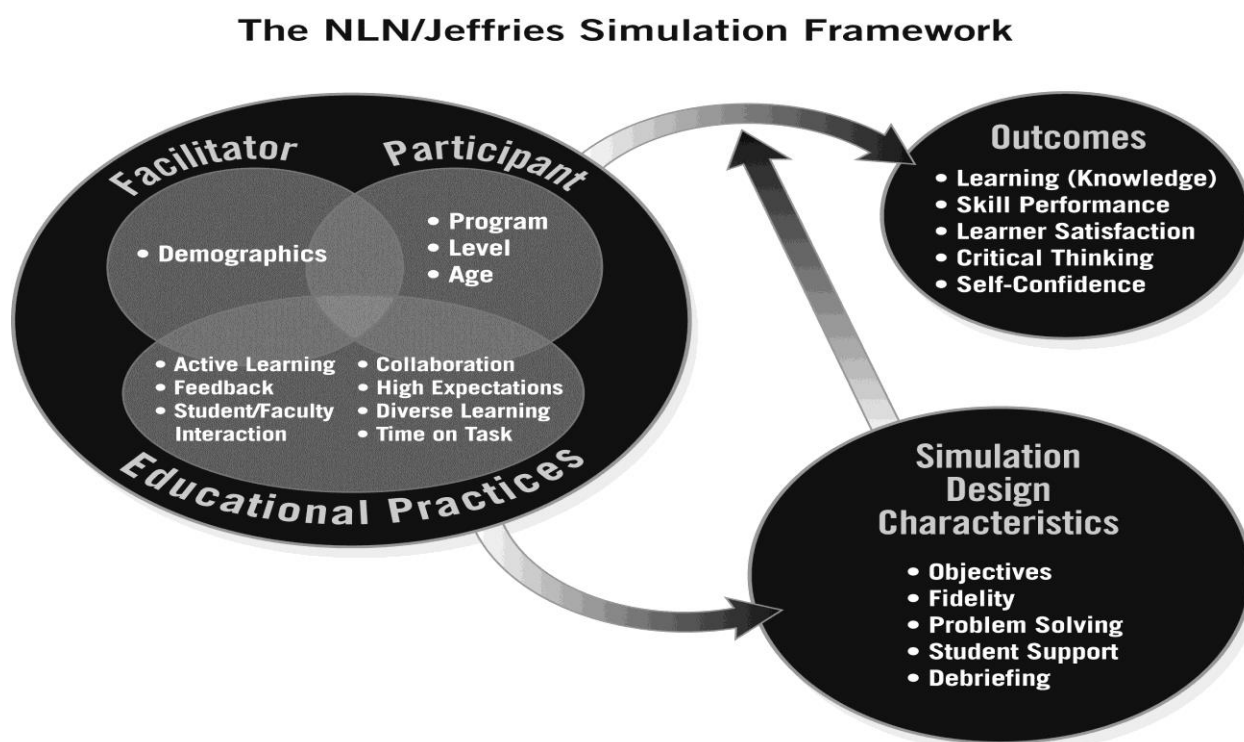 The NLN/Jeffries Simulation Framework
Facilitator
Participant
• Demographics
• Program
• Level
• Age
• Active Learning
• Feedback
• Student/Faculty
Interaction
• Collaboration
• High Expectations
• Diverse Learning
• Time on Task
Educational Practices
Outcomes
• Learning (Knowledge)
• Skill Performance
• Learner Satisfaction
• Critical Thinking
• Self-Confidence
Simulation
Design
Characteristics
• Objectives
• Fidelity
• Problem Solving
• Student Support
• Debriefing